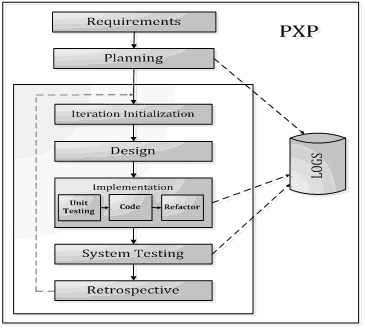 Requirements
PXP
Planning
Iteration Initialization
Design
LOGS
Implementation
Unit Testing
Code
Refactor
System Testing
Retrospective